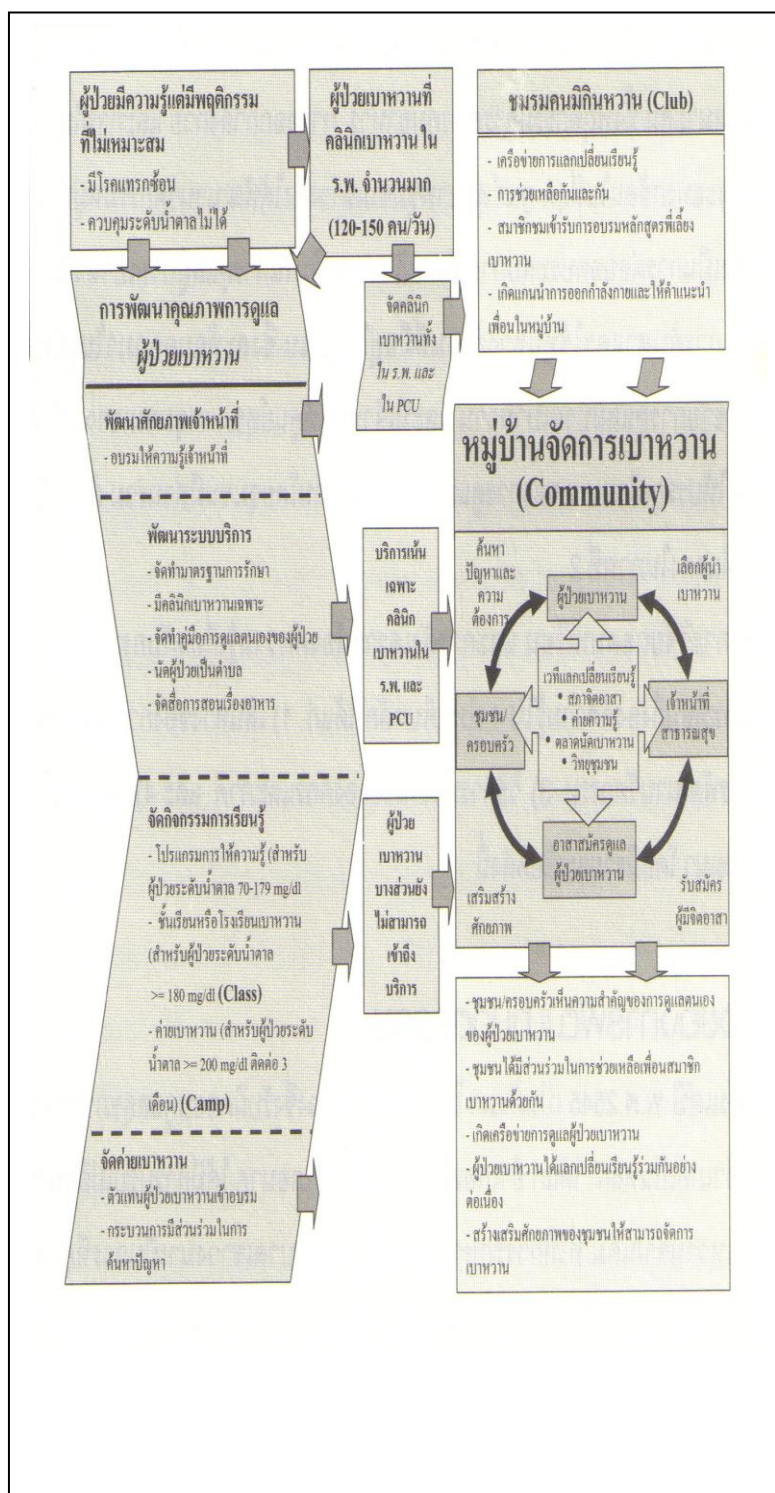 ผู้ป่วยมีความรู้แต่มีพฤติกรรม
ที่ไม่เหมาะสม
- มีโรคแทรกซ้อน
- ควบคุมระดับน้ำตาลไม่ได้
ผู้ป่วยเบาหวานที่
คลินิกเบาหวาน ใน
ร.พ. จำนวนมาก
(120-150 คน/วัน)
ชมรมคนมิกินหวาน (Club)
- เครือข่ายการแลกเปลี่ยนเรียนรู้
- การช่วยเหลือกันและกัน
- สมาชิกชมเข้ารับการอบรมหลักสูตรพี่เลี้ยง
เบาหวาน
- เกิดแกนนำการออกกำลังกายและให้คำแนะนำ
เพื่อนในหมู่บ้าน
การพัฒนาคุณภาพการดูแล
ผู้ป่วยเบาหวาน
จัดคลินิก
เบาหวานทั้ง
ใน ร.พ. และ
ใน PCU
พัฒนาศักยภาพเจ้าหน้าที่
- อบรมให้ความรู้เจ้าหน้าที่
พัฒนาระบบบริการ
- จัดทำมาตรฐานการรักษา
- มีคลินิกเบาหวานเฉพาะ
- จัดทำคู่มือการดูแลตนเองของผู้ป่วย
- นัดผู้ป่วยเป็นตำบล
- จัดสื่อการสอนเรื่องอาหาร
บริการเน้น
เฉพาะ
คลินิก
เบาหวานใน
ร.พ. และ
PCU
หมู่บ้านจัดการเบาหวาน
(Community)
ค้นหา
ปัญหาและ
ความ
ต้องการ
ผู้ป่วยเบาหวาน
เลือกผู้นำ
เบาหวาน
เวทีแลกเปลี่ยนเรียนรู้
• สภาจิตอาสา
• ค่ายความรู้
• ตลาดนัดเบาหวาน
• วิทยุชุมชน
ชุมชน/
ครอบครัว
เจ้าหน้าที่
สาธารณสุข
อาสาสมัครดูแล
ผู้ป่วยเบาหวาน
เสริมสร้าง
ศักยภาพ
รับสมัคร
ผู้มีจิตอาสา
จัดกิจกรรมการเรียนรู้
- โปรแกรมการให้ความรู้ (สำหรับ
ผู้ป่วยระดับน้ำตาล 70-179 mg/dl
- ชั้นเรียนหรือโรงเรียนเบาหวาน
(สำหรับผู้ป่วยระดับน้ำตาล
>= 180 mg/dl (Class)
- ค่ายเบาหวาน (สำหรับผู้ป่วยระดับ
น้ำตาล >= 200 mg/dl ติดต่อ 3
เดือน) (Camp)
ผู้ป่วย
เบาหวาน
บางส่วนยัง
ไม่สามารถ
เข้าถึง
บริการ
จัดค่ายเบาหวาน
- ตัวแทนผู้ป่วยเบาหวานเข้าอบรม
- กระบวนการมีส่วนร่วมในการ
ค้นหาปัญหา
- ชุมชน/ครอบครัวเห็นความสำคัญของการดูแลตนเอง
ของผู้ป่วยเบาหวาน
- ชุมชนได้มีส่วนร่วมในการช่วยเหลือเพื่อนสมาชิก
เบาหวานด้วยกัน
- เกิดเครือข่ายการดูแลผู้ป่วยเบาหวาน
- ผู้ป่วยเบาหวานได้แลกเปลี่ยนเรียนรู้ร่วมกันอย่าง
ต่อเนื่อง
- สร้างเสริมศักยภาพของชุมชนให้สามารถจัดการ
เบาหวาน